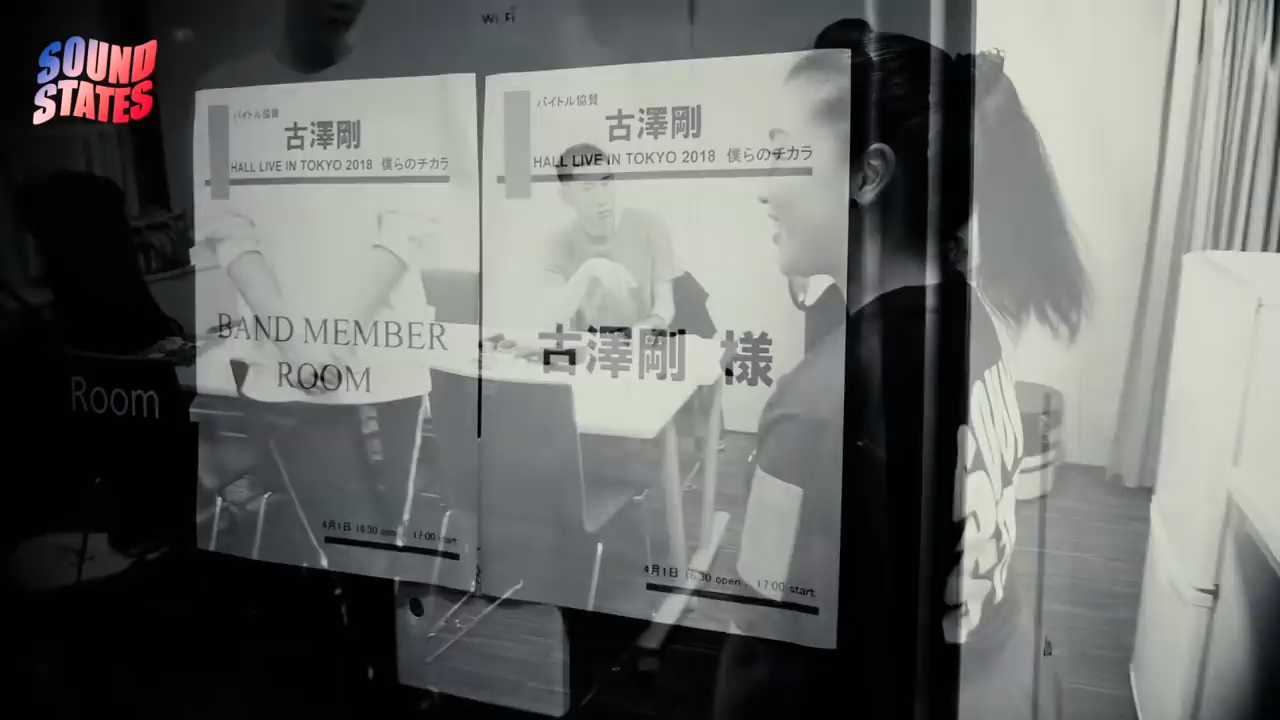 Wi Fi
SOUND
STATES
バイトル協賛
古澤剛
HALL LIVE IN TOKYO 2018 僕らのチカラ
BAND MEMBER
ROOM
4月1日 16:30 open 17:00 start
バイトル協賛
古澤剛
HALL LIVE IN TOKYO 2018 僕らのチカラ
古澤剛 様
4月1日 16:30 open 17:00 start
Room